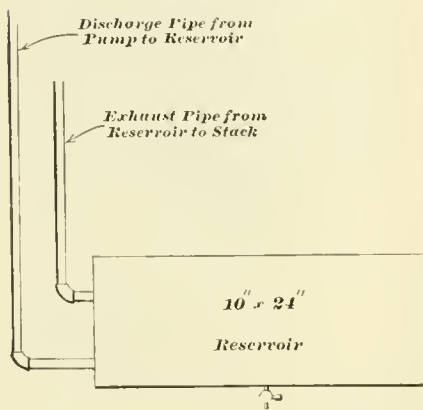 Discharge Pipe from
Pump to Reservoir
Exhaust Pipe from
Reservoir to Stack
10" x 24"
Reservoir